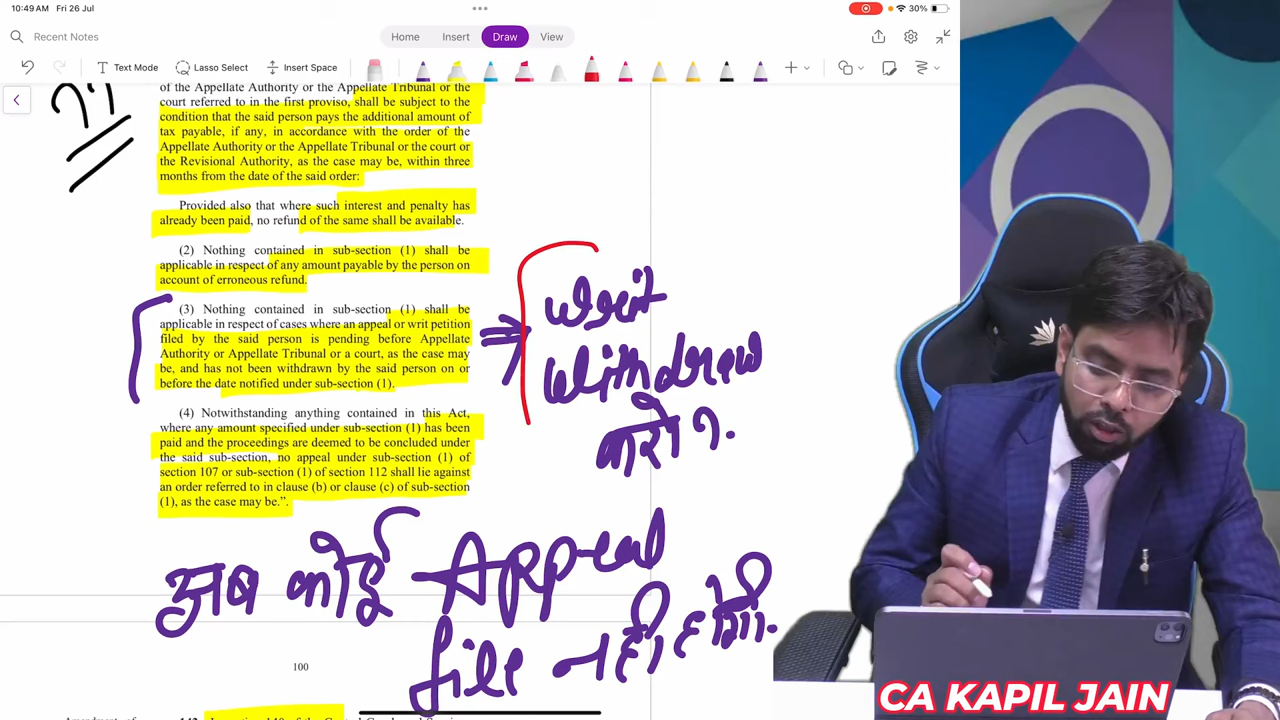 10:49 AM Fri 26 Jul
30%
Recent Notes
Home Insert Draw View
Text Mode Lasso Select Insert Space
of the Appellate Authority or the Appellate Tribunal or the
court referred to in the first proviso, shall be subject to the
condition that the said person pays the additional amount of
tax payable, if any, in accordance with the order of the
Appellate Authority or the Appellate Tribunal or the court or
the Revisional Authority, as the case may be, within three
months from the date of the said order:
Provided also that where such interest and penalty has
already been paid, no refund of the same shall be available.
(2) Nothing contained in sub-section (1) shall be
applicable in respect of any amount payable by the person on
account of erroneous refund.
(3) Nothing contained in sub-section (1) shall be
applicable in respect of cases where an appeal or writ petition
filed by the said person is pending before Appellate
Authority or Appellate Tribunal or a court, as the case may
be, and has not been withdrawn by the said person on or
before the date notified under sub-section (1).
writ
withdraw
करो ?.
(4) Notwithstanding anything contained in this Act,
where any amount specified under sub-section (1) has been
paid and the proceedings are deemed to be concluded under
the said sub-section, no appeal under sub-section (1) of
section 107 or sub-section (1) of section 112 shall lie against
an order referred to in clause (b) or clause (c) of sub-section
(1), as the case may be.”.
अब कोई Appeal
file नहीं होगी.
100
Amendment of
CA KAPIL JAIN